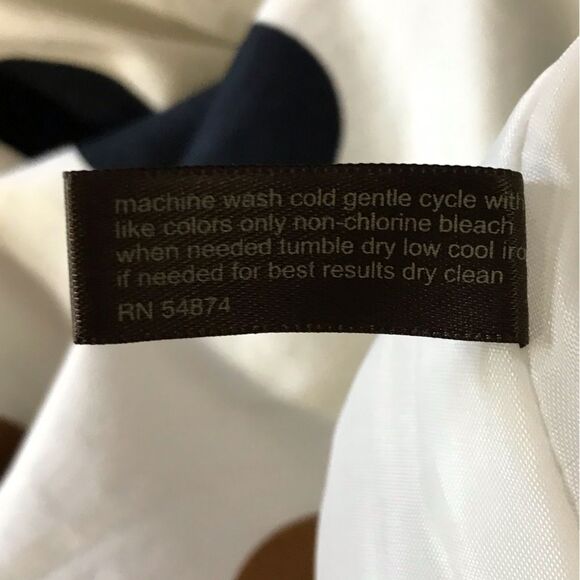 machine wash cold gentle cycle with
like colors only non-chlorine bleach
when needed tumble dry low cool iro
if needed for best results dry clean
RN 54874